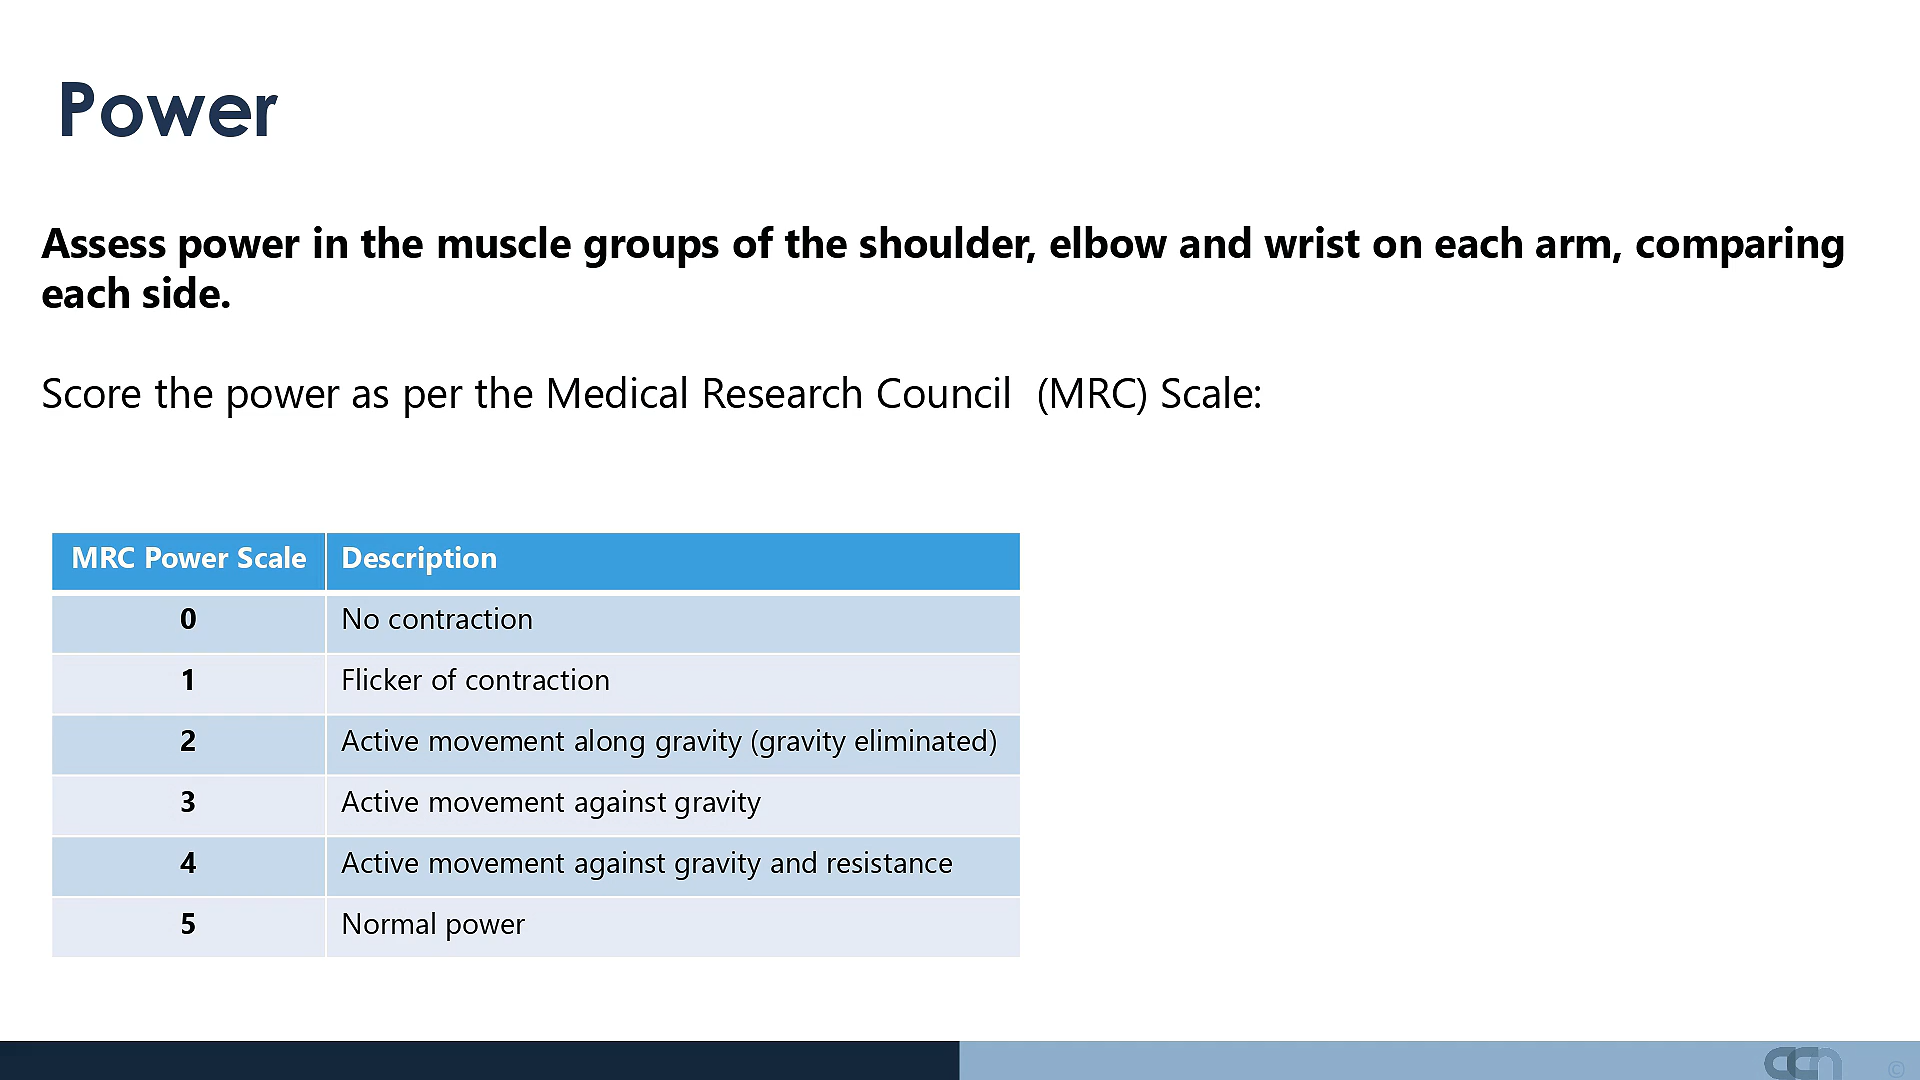 Power
Assess power in the muscle groups of the shoulder, elbow and wrist on each arm, comparing
each side.
Score the power as per the Medical Research Council  (MRC) Scale:
MRC Power Scale Description
0 No contraction
1 Flicker of contraction
2 Active movement along gravity (gravity eliminated)
3 Active movement against gravity
4 Active movement against gravity and resistance
5 Normal power
ccn ©